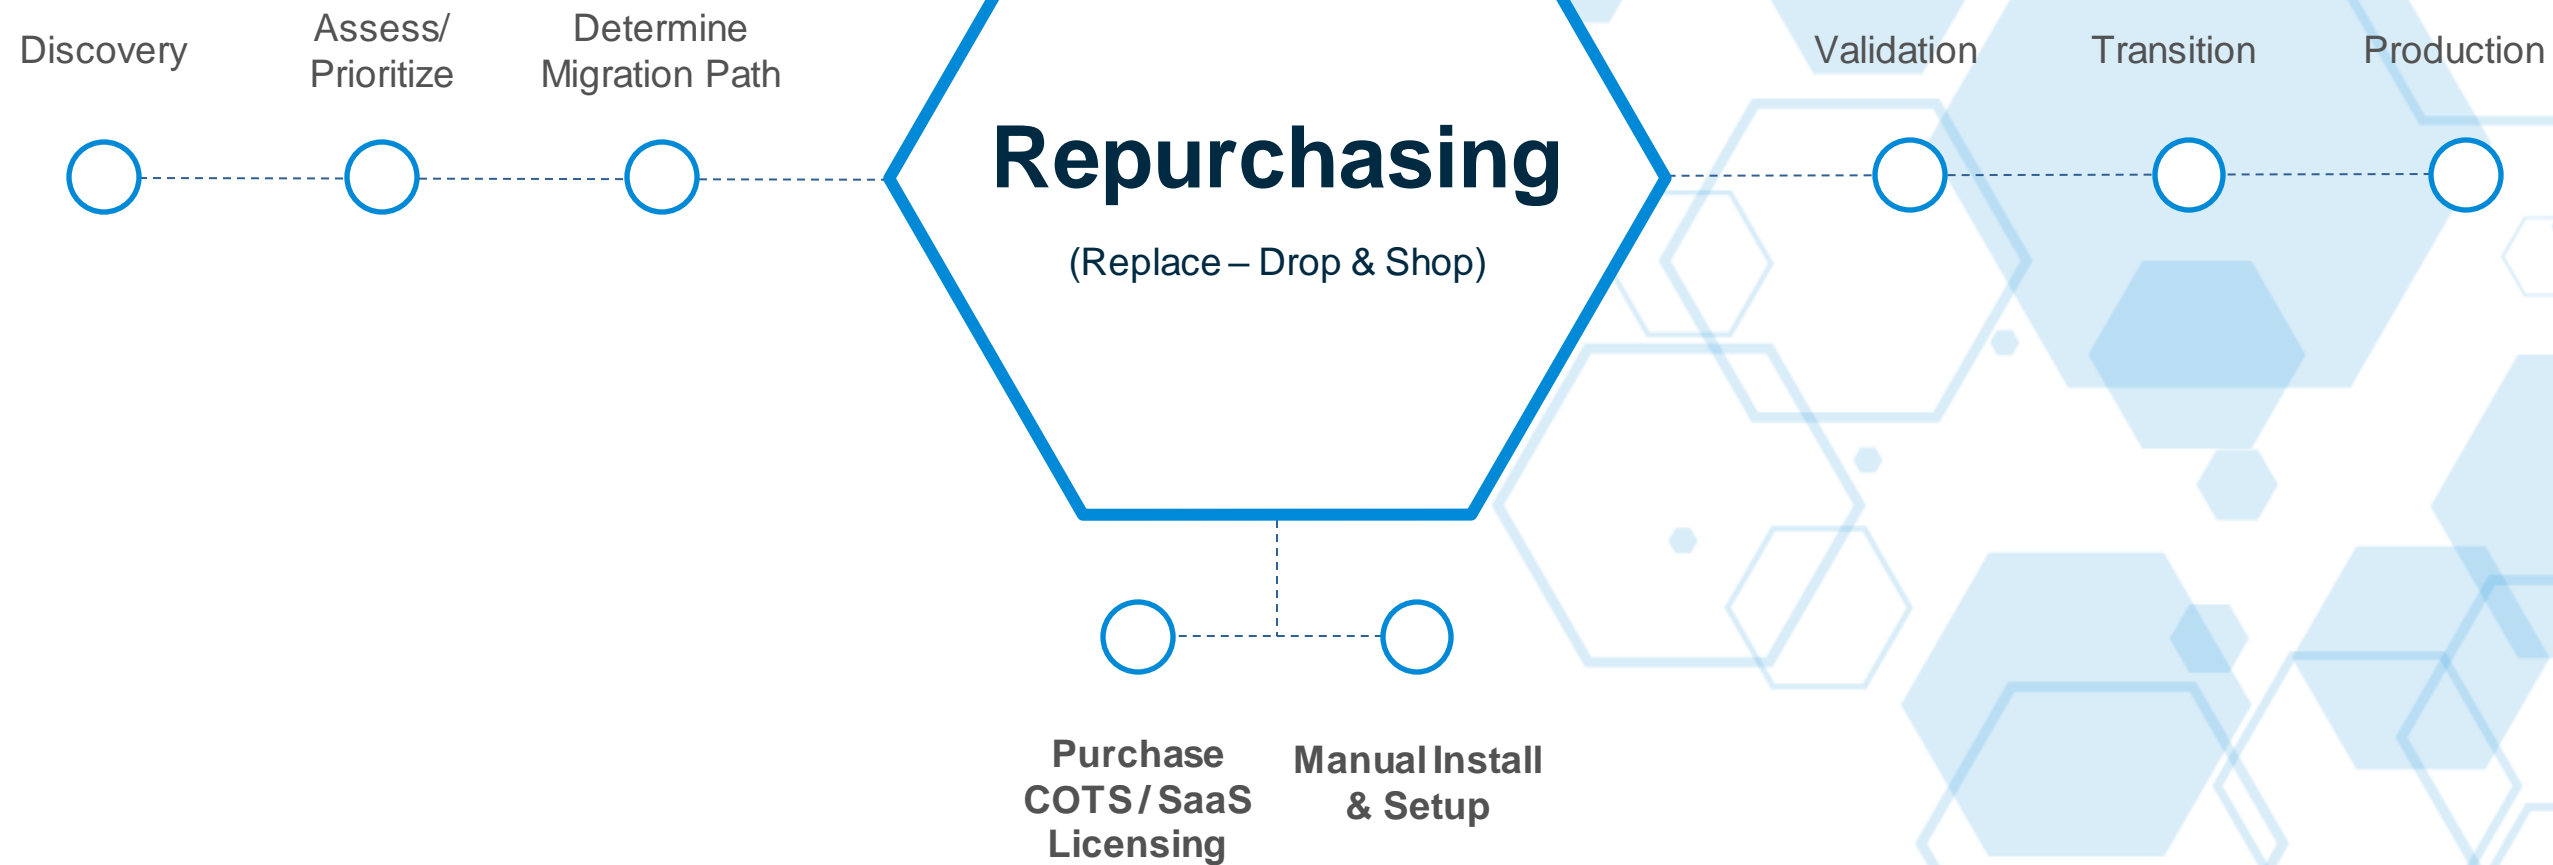 Discovery
Assess/
Prioritize
Determine
Migration Path
Repurchasing
(Replace – Drop & Shop)
Validation
Transition
Production
Purchase
COTS / SaaS
Licensing
Manual Install
& Setup